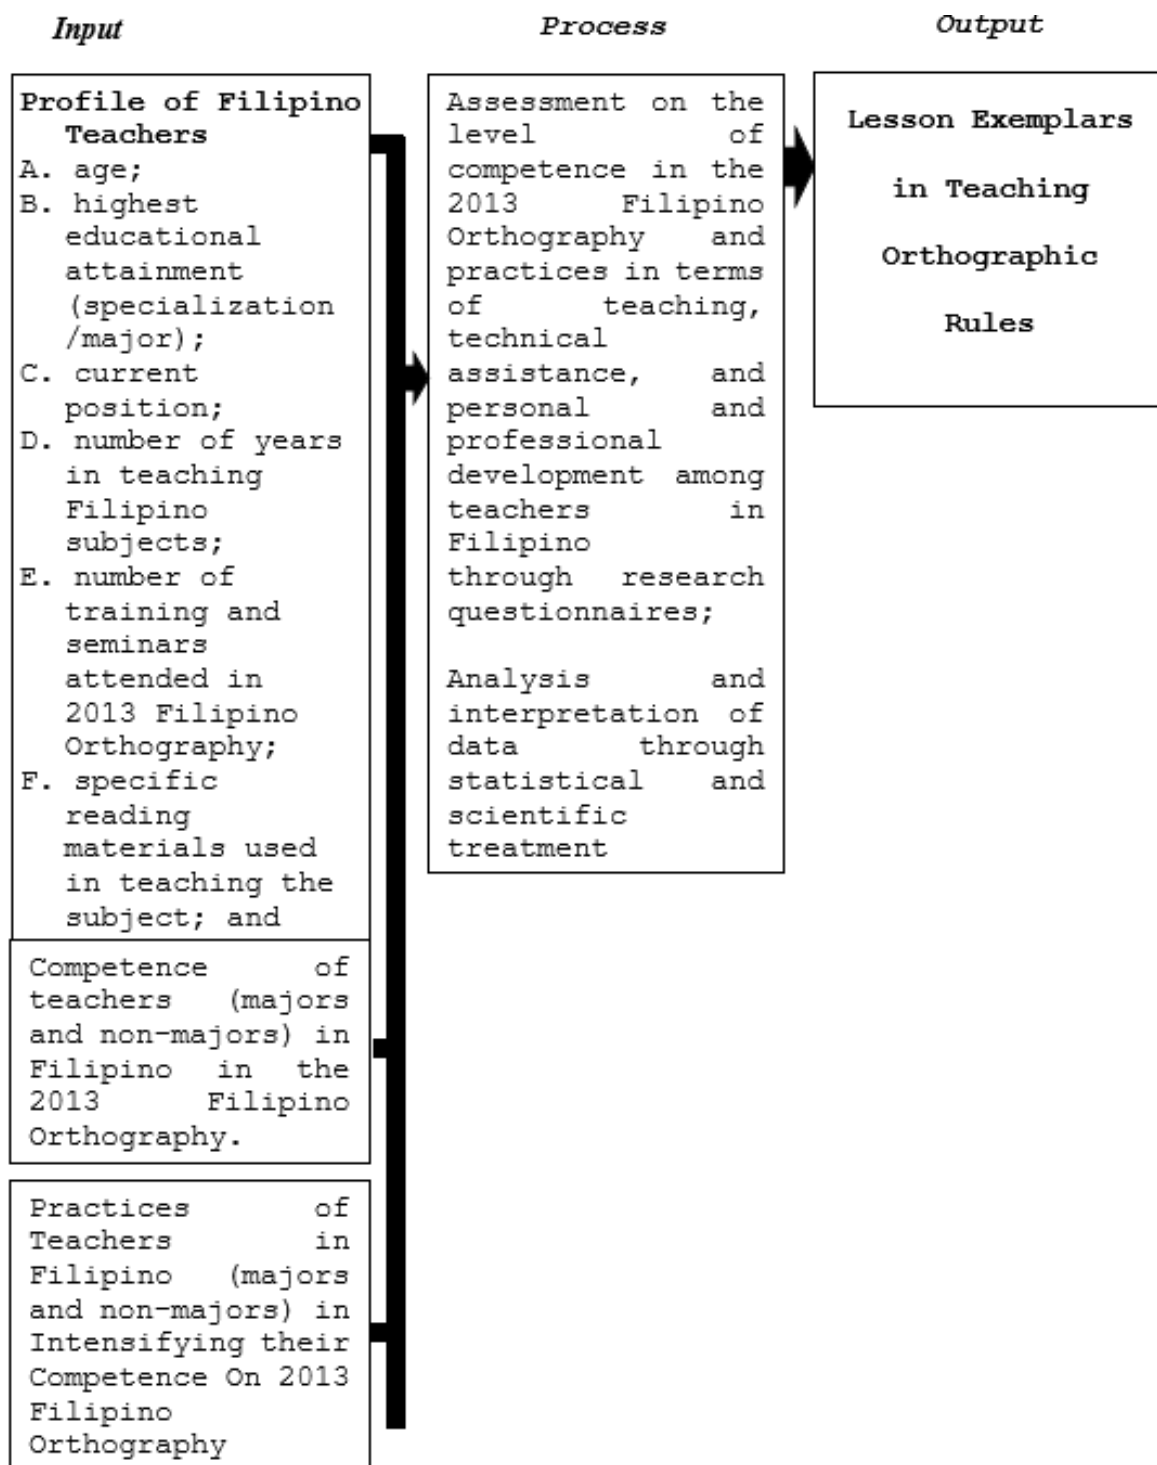 Input
Process
Output
Profile of Filipino
Teachers
A. age;
B. highest
educational
attainment
(specialization
/major);
C. current
position;
D. number of years
in teaching
Filipino
subjects;
E. number of
training and
seminars
attended in
2013 Filipino
Orthography;
F. specific
reading
materials used
in teaching the
subject; and
Competence of
teachers (majors
and non-majors) in
Filipino in the
2013 Filipino
Orthography.
Practices of
Teachers in
Filipino (majors
and non-majors) in
Intensifying their
Competence On 2013
Filipino
Orthography
Assessment on the
level of
competence in the
2013 Filipino
Orthography and
practices in terms
of teaching,
technical
assistance, and
personal and
professional
development among
teachers in
Filipino
through research
questionnaires;
Analysis and
interpretation of
data through
statistical and
scientific
treatment
Lesson Exemplars
in Teaching
Orthographic
Rules